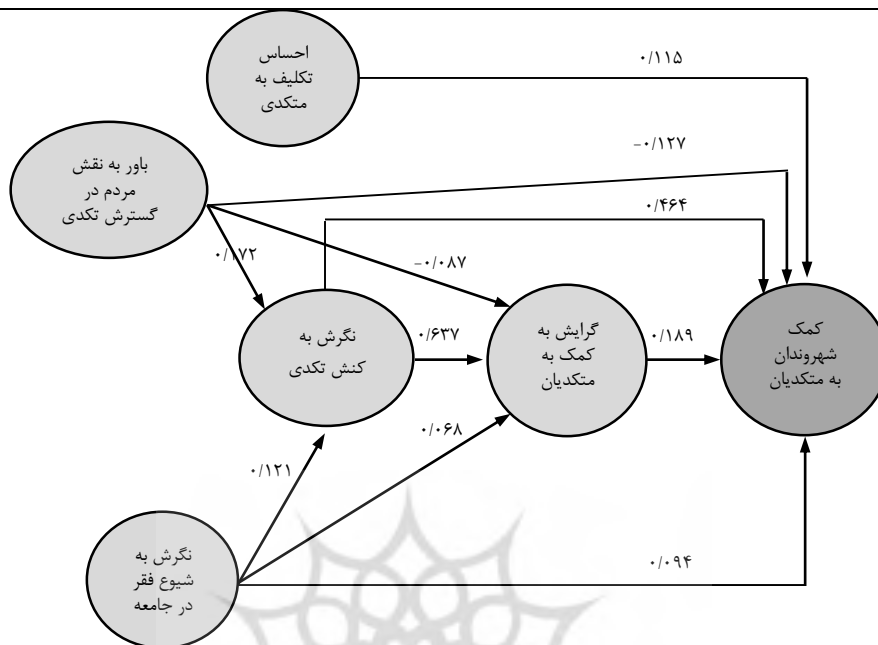 احساس
تکلیف به
متکدی
۰/۱۱۵
باور به نقش
مردم در
گسترش تکدی
-۰/۱۲۷
۰/۴۶۴
۰/۱۷۲
-۰/۰۸۷
نگرش به
کنش تکدی
۰/۶۳۷
گرایش به
کمک به
متکدیان
۰/۱۸۹
کمک
شهروندان
به متکدیان
۰/۰۶۸
۰/۱۲۱
نگرش به
شیوع فقر
در جامعه
۰/۰۹۴